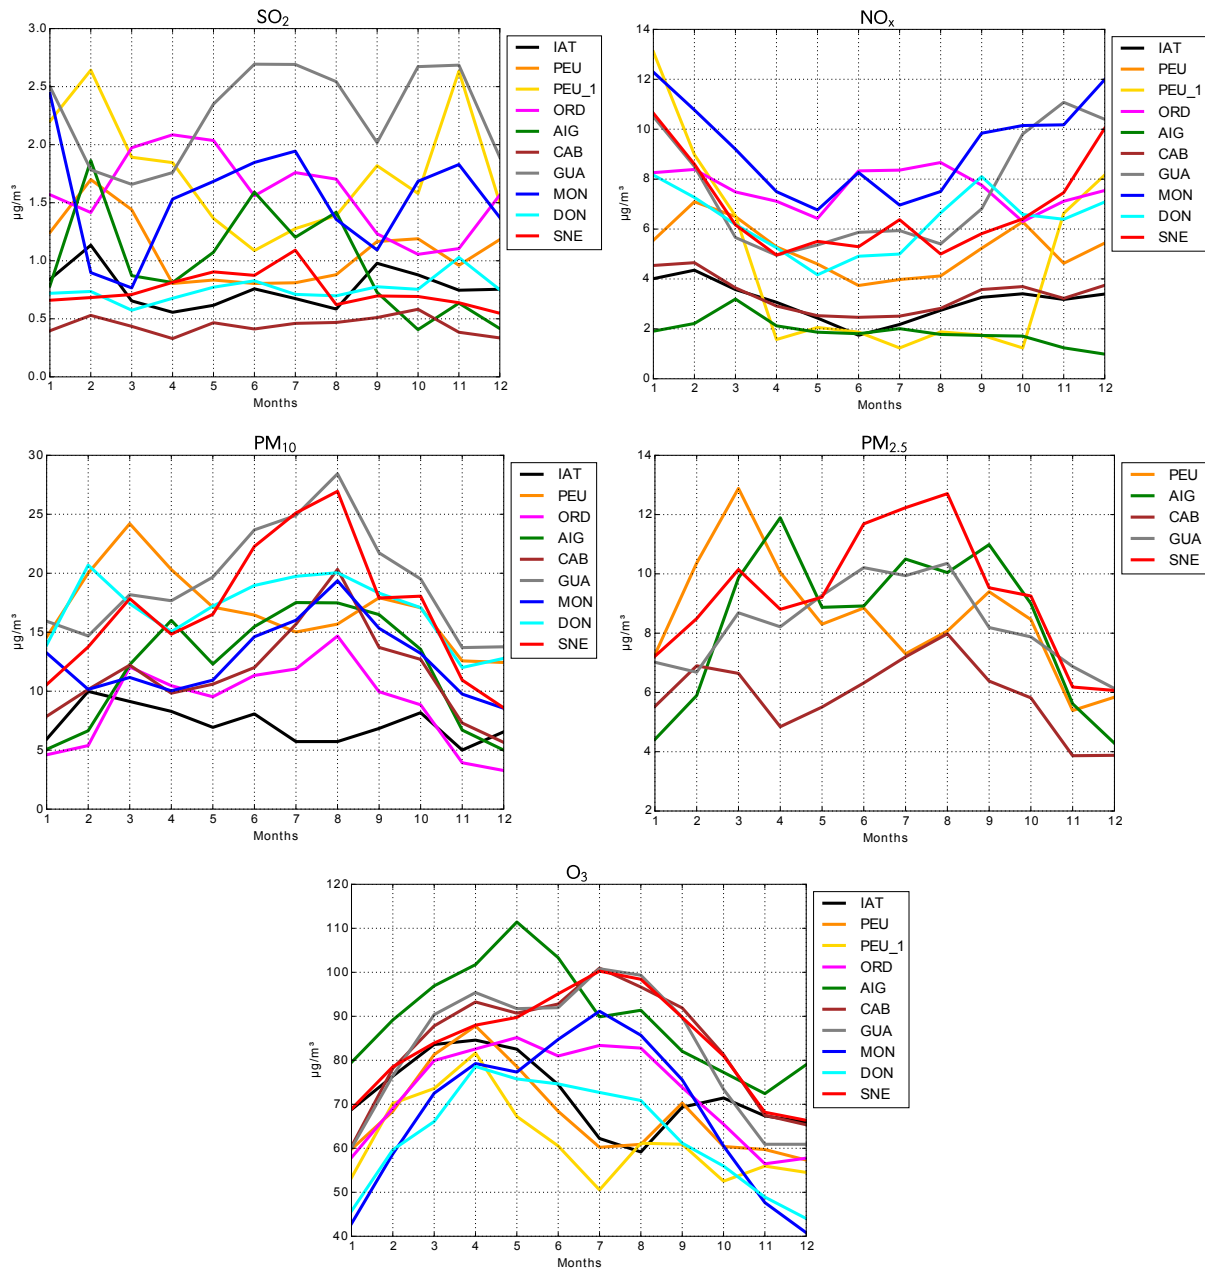 SO₂
3.0
2.5
2.0
1.5
1.0
0.5
0.0
µg/m³
1 2 3 4 5 6 7 8 9 10 11 12
Months
IAT
PEU
PEU_1
ORD
AIG
CAB
GUA
MON
DON
SNE
NOₓ
14
12
10
8
6
4
2
0
µg/m³
1 2 3 4 5 6 7 8 9 10 11 12
Months
IAT
PEU
PEU_1
ORD
AIG
CAB
GUA
MON
DON
SNE
PM₁₀
30
25
20
15
10
5
0
µg/m³
1 2 3 4 5 6 7 8 9 10 11 12
Months
IAT
PEU
ORD
AIG
CAB
GUA
MON
DON
SNE
PM₂.₅
14
12
10
8
6
4
2
µg/m³
1 2 3 4 5 6 7 8 9 10 11 12
Months
PEU
AIG
CAB
GUA
SNE
O₃
120
110
100
90
80
70
60
50
40
µg/m³
1 2 3 4 5 6 7 8 9 10 11 12
Months
IAT
PEU
PEU_1
ORD
AIG
CAB
GUA
MON
DON
SNE